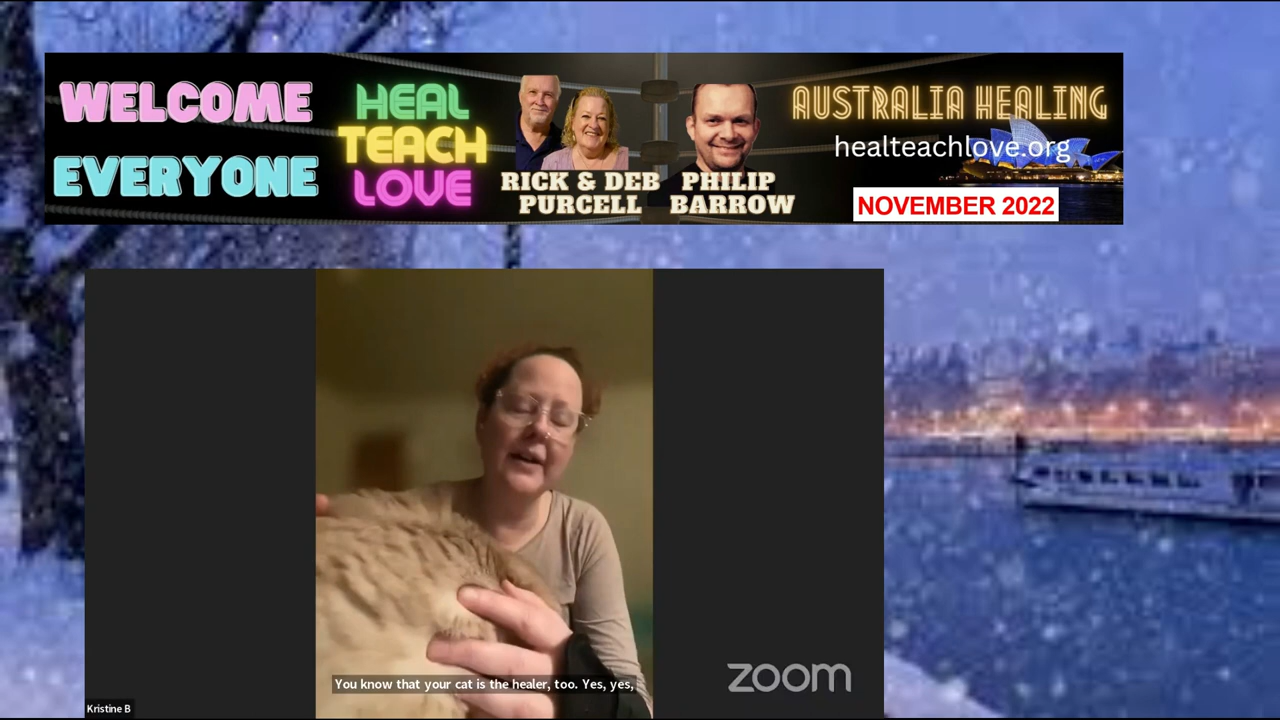 WELCOME
EVERYONE
HEAL
TEACH
LOVE
RICK & DEB
PURCELL
PHILIP
BARROW
AUSTRALIA HEALING
healteachlove.org
NOVEMBER 2022
You know that your cat is the healer, too. Yes, yes,
zoom
Kristine B